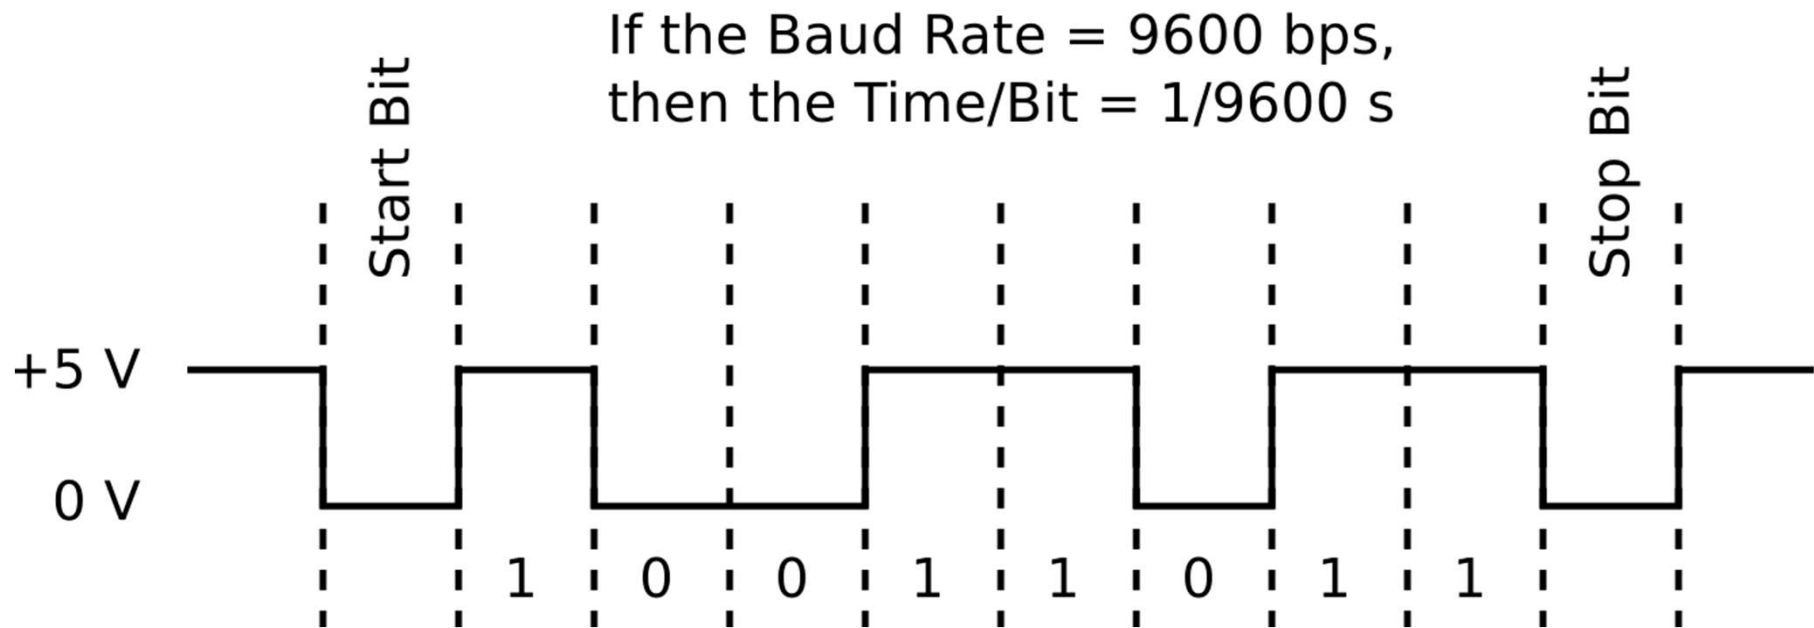 If the Baud Rate = 9600 bps,
then the Time/Bit = 1/9600 s
Start Bit
Stop Bit
+5 V
0 V
1 0 0 1 1 0 1 1